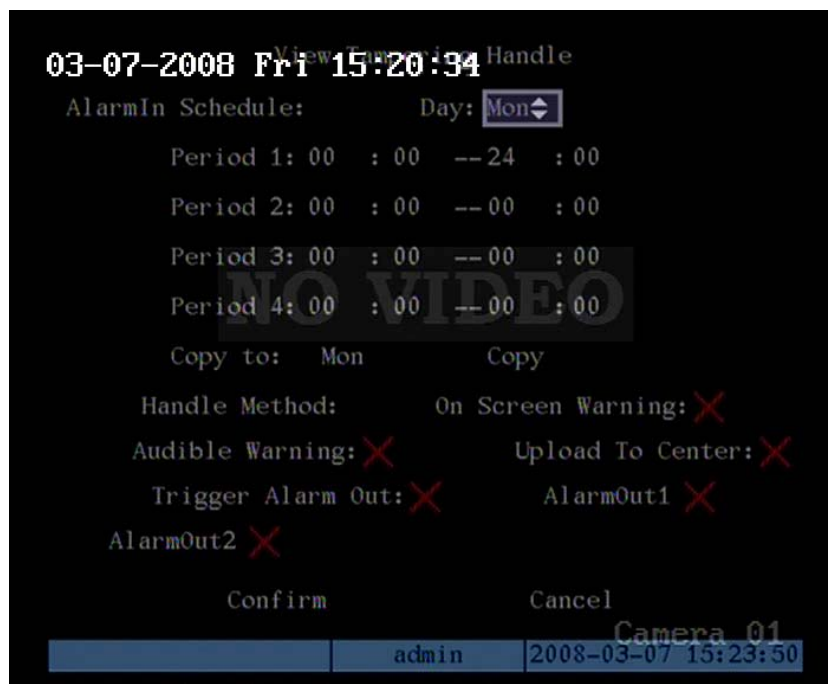 View Tampering Handle
03-07-2008 Fri 15:20:34
AlarmIn Schedule: Day: Mon
Period 1: 00 : 00 --24 : 00
Period 2: 00 : 00 --00 : 00
Period 3: 00 : 00 --00 : 00
NO VIDEO
Period 4: 00 : 00 --00 : 00
Copy to: Mon Copy
Handle Method: On Screen Warning:
Audible Warning: Upload To Center:
Trigger Alarm Out: AlarmOut1
AlarmOut2
Confirm Cancel
Camera 01
admin 2008-03-07 15:23:50